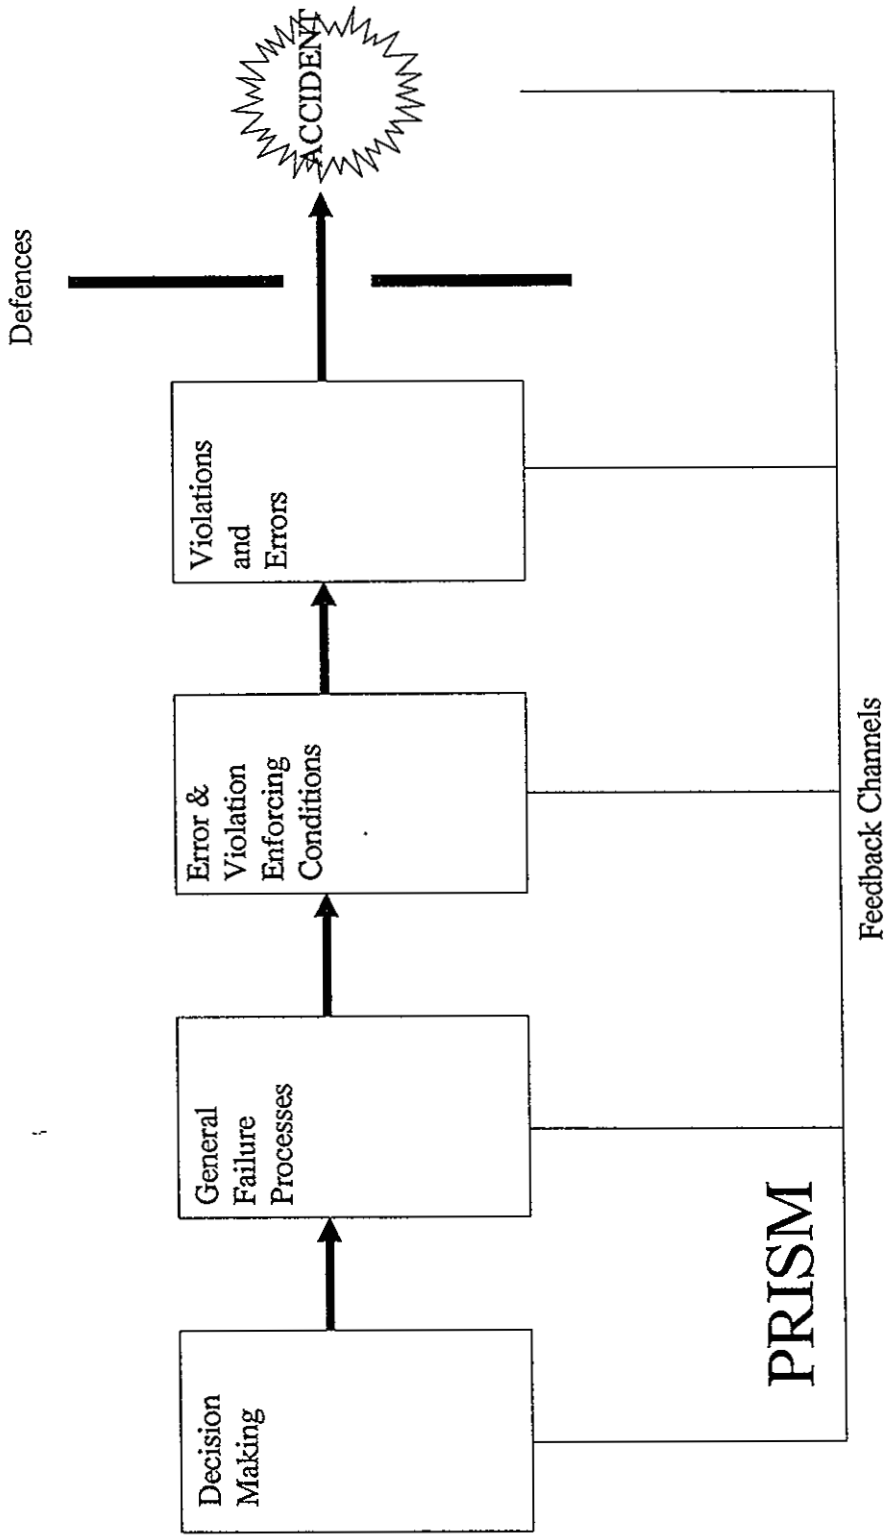 Decision
Making
General
Failure
Processes
Error &
Violation
Enforcing
Conditions
Violations
and
Errors
Defences
ACCIDENT
PRISM
Feedback Channels